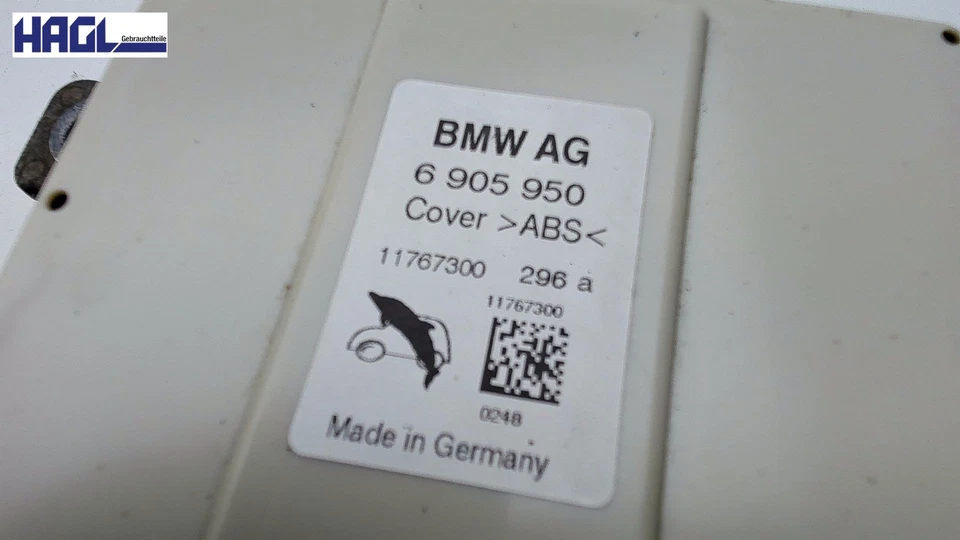 HAGL
Gebrauchtteile
BMW AG
6 905 950
Cover >ABS<
11767300 296 a
11767300
0248
Made in Germany